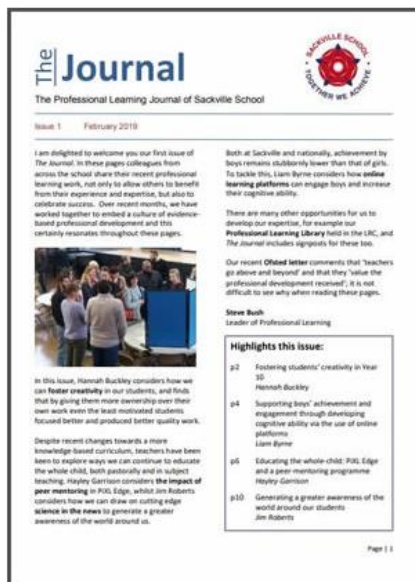 The Journal
SACKVILLE SCHOOL
TOGETHER WE ACHIEVE
The Professional Learning Journal of Sackville School
Issue 1 February 2019
I am delighted to welcome you our first issue of
The Journal. In these pages colleagues from
across the school share their recent professional
learning work, not only to allow others to benefit
from their experience and expertise, but also to
celebrate success. Over recent months, we have
worked together to embed a culture of evidence-
based professional development and this
certainly resonates throughout these pages.
In this issue, Hannah Buckley considers how we
can foster creativity in our students, and finds
that by giving them more ownership over their
own work even the least motivated students
focused better and produced better quality work.
Despite recent changes towards a more
knowledge-based curriculum, teachers have been
keen to explore ways we can continue to educate
the whole child, both pastorally and in subject
teaching. Hayley Garrison considers the impact of
peer mentoring in PiXL Edge, whilst Jim Roberts
considers how we can draw on cutting edge
science in the news to generate a greater
awareness of the world around us.
Both at Sackville and nationally, achievement by
boys remains stubbornly lower than that of girls.
To tackle this, Liam Byrne considers how online
learning platforms can engage boys and increase
their cognitive ability.
There are many other opportunities for us to
develop our expertise, for example our
Professional Learning Library held in the LRC, and
The Journal includes signposts for these too.
Our recent Ofsted letter comments that 'teachers
go above and beyond' and that they 'value the
professional development received'; it is not
difficult to see why when reading these pages.
Steve Bush
Leader of Professional Learning
Highlights this issue:
p2 Fostering students' creativity in Year
10
Hannah Buckley
p4 Supporting boys' achievement and
engagement through developing
cognitive ability via the use of online
platforms
Liam Byrne
p6 Educating the whole-child: PiXL Edge
and a peer-mentoring programme
Hayley Garrison
p10 Generating a greater awareness of the
world around our students
Jim Roberts
Page | 1